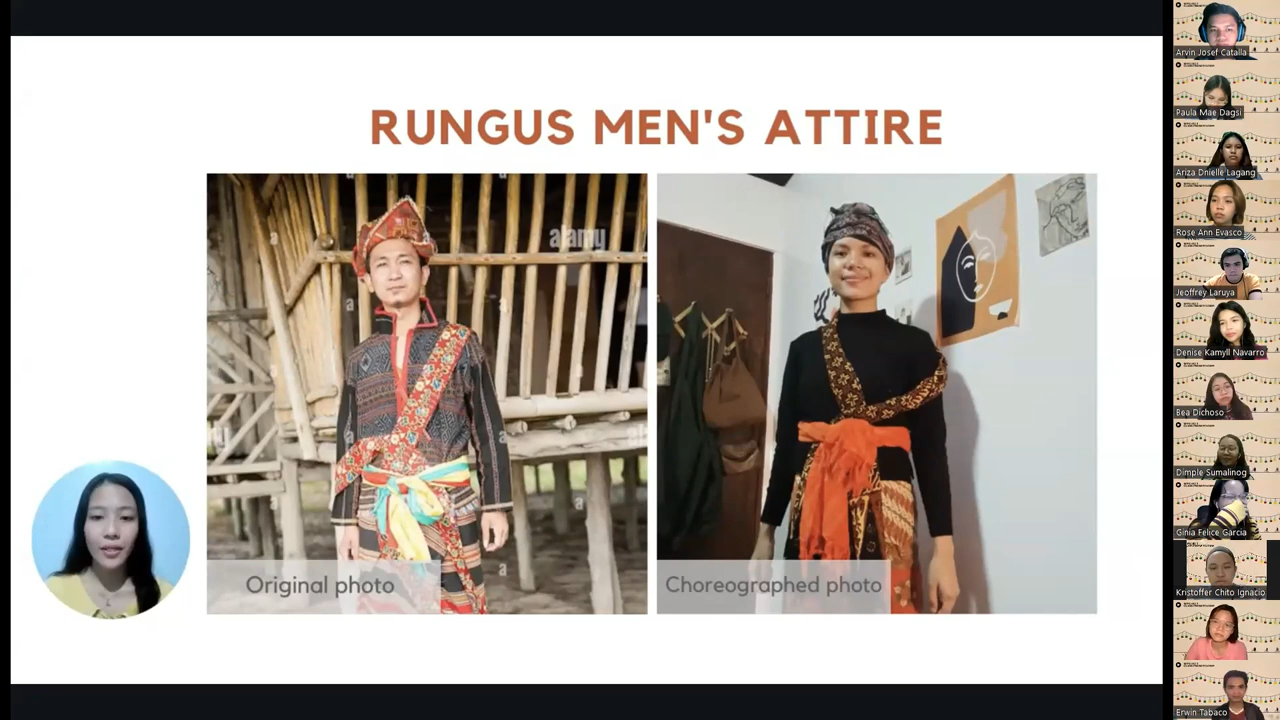 RUNGUS MEN'S ATTIRE
alamy
a
a
a
a
a
a
a
Original photo
Choreographed photo
Arvin Josef Catalla
Paula Mae Dagsi
Ariza Dnielle Lagang
Rose Ann Evasco
Jeoffrey Laruya
Denise Kamyll Navarro
Bea Dichoso
Dimple Sumalinog
Ginia Felice Garcia
Kristoffer Chito Ignacio
Erwin Tabaco